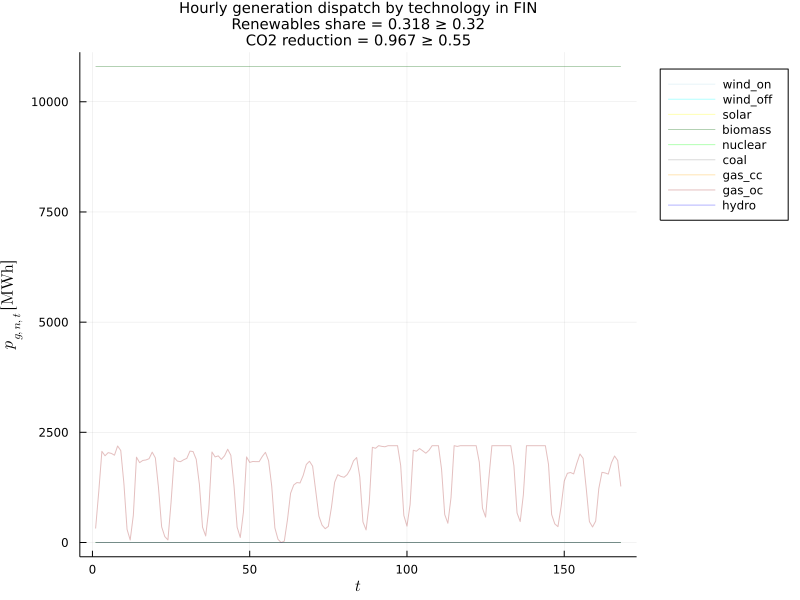 Hourly generation dispatch by technology in FIN
Renewables share = 0.318 ≥ 0.32
CO2 reduction = 0.967 ≥ 0.55
wind_on
wind_off
solar
biomass
nuclear
coal
gas_cc
gas_oc
hydro
10000
7500
5000
2500
0
p g, n, t [MWh]
0 50 100 150
t